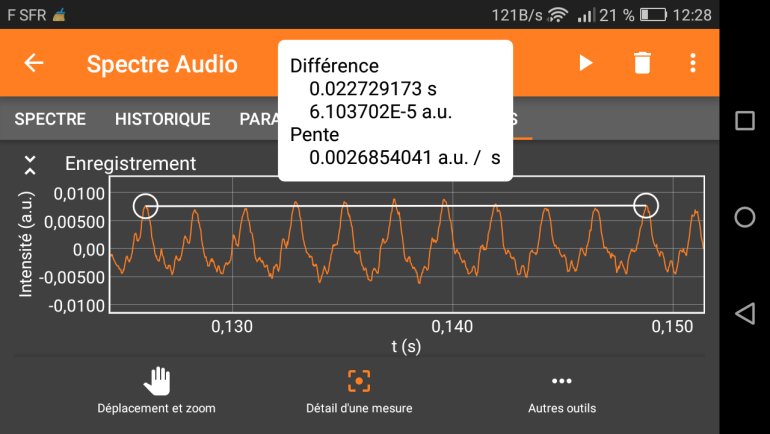 F SFR
121B/s 21 % 12:28
Spectre Audio
Différence
0.022729173 s
6.103702E-5 a.u.
Pente
0.0026854041 a.u. /  s
SPECTRE HISTORIQUE PARA S
Enregistrement
Intensité (a.u.)
0,0100
0,00500
0,00
-0,00500
-0,0100
0,130 0,140 0,150
t (s)
Déplacement et zoom Détail d'une mesure Autres outils